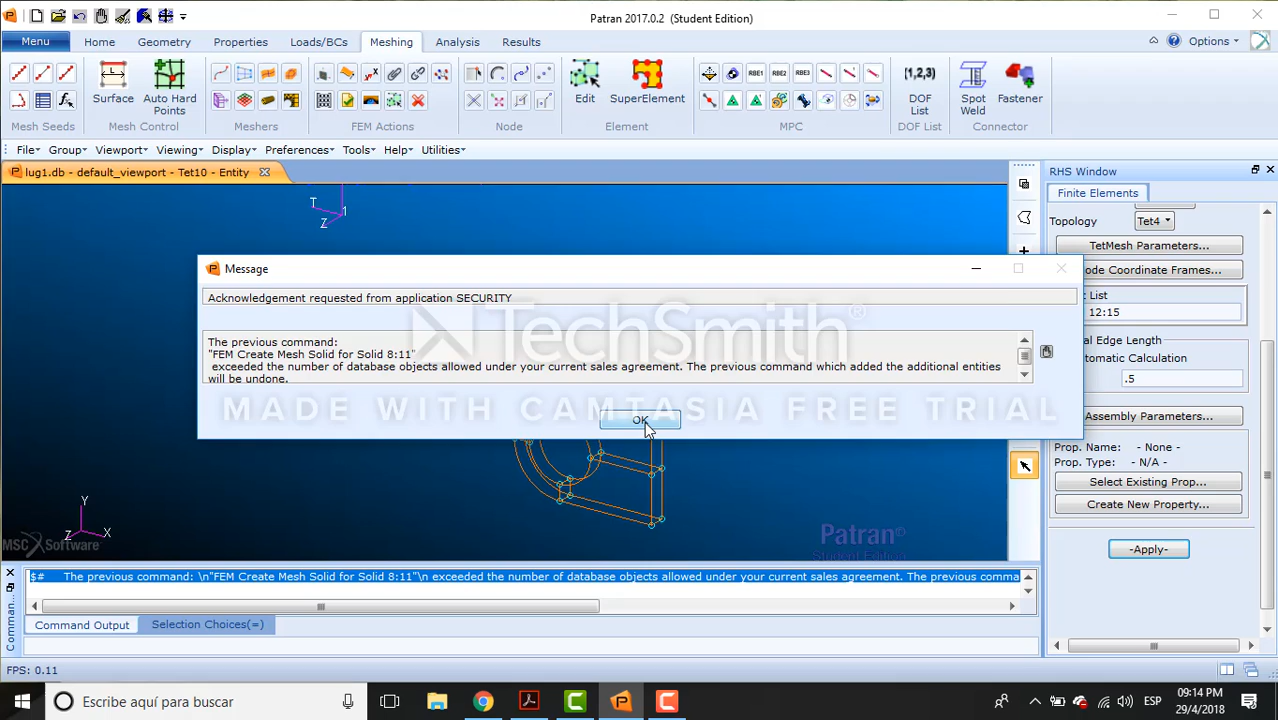 Patran 2017.0.2 (Student Edition)
Menu Home Geometry Properties Loads/BCs Meshing Analysis Results Options
Surface Auto Hard Points RBE1 RBE2 RBE3 Edit SuperElement (1,2,3) DOF List Spot Weld Fastener
Mesh Seeds Mesh Control Meshers FEM Actions Node Element MPC DOF List Connector
File Group Viewport Viewing Display Preferences Tools Help Utilities
lug1.db - default_viewport - Tet10 - Entity
RHS Window
Finite Elements
T
1
Z
Topology Tet4
TetMesh Parameters...
ode Coordinate Frames...
List
12:15
al Edge Length
tomatic Calculation
.5
Assembly Parameters...
Prop. Name: - None -
Prop. Type: - N/A -
Select Existing Prop...
Create New Property...
-Apply-
Message
Acknowledgement requested from application SECURITY
The previous command:
"FEM Create Mesh Solid for Solid 8:11"
exceeded the number of database objects allowed under your current sales agreement. The previous command which added the additional entities
will be undone.
OK
TechSmith®
MADE WITH CAMTASIA FREE TRIAL
Y
Z X
MSC Software
Patran®
Student Edition
$# The previous command: \n"FEM Create Mesh Solid for Solid 8:11"\n exceeded the number of database objects allowed under your current sales agreement. The previous comma
Comman...
Command Output Selection Choices(=)
FPS: 0.11
Escribe aquí para buscar
ESP
09:14 PM
29/4/2018